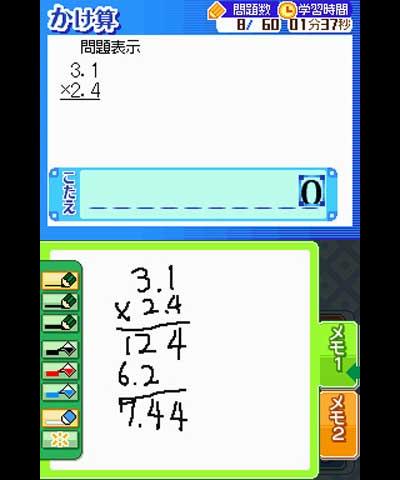 かけ算
問題数
学習時間
8/ 60
01分37秒
問題表示
3.1
×2.4
こたえ
0
3.1
×2.4
124
6.2
7.44
メモ1
メモ2